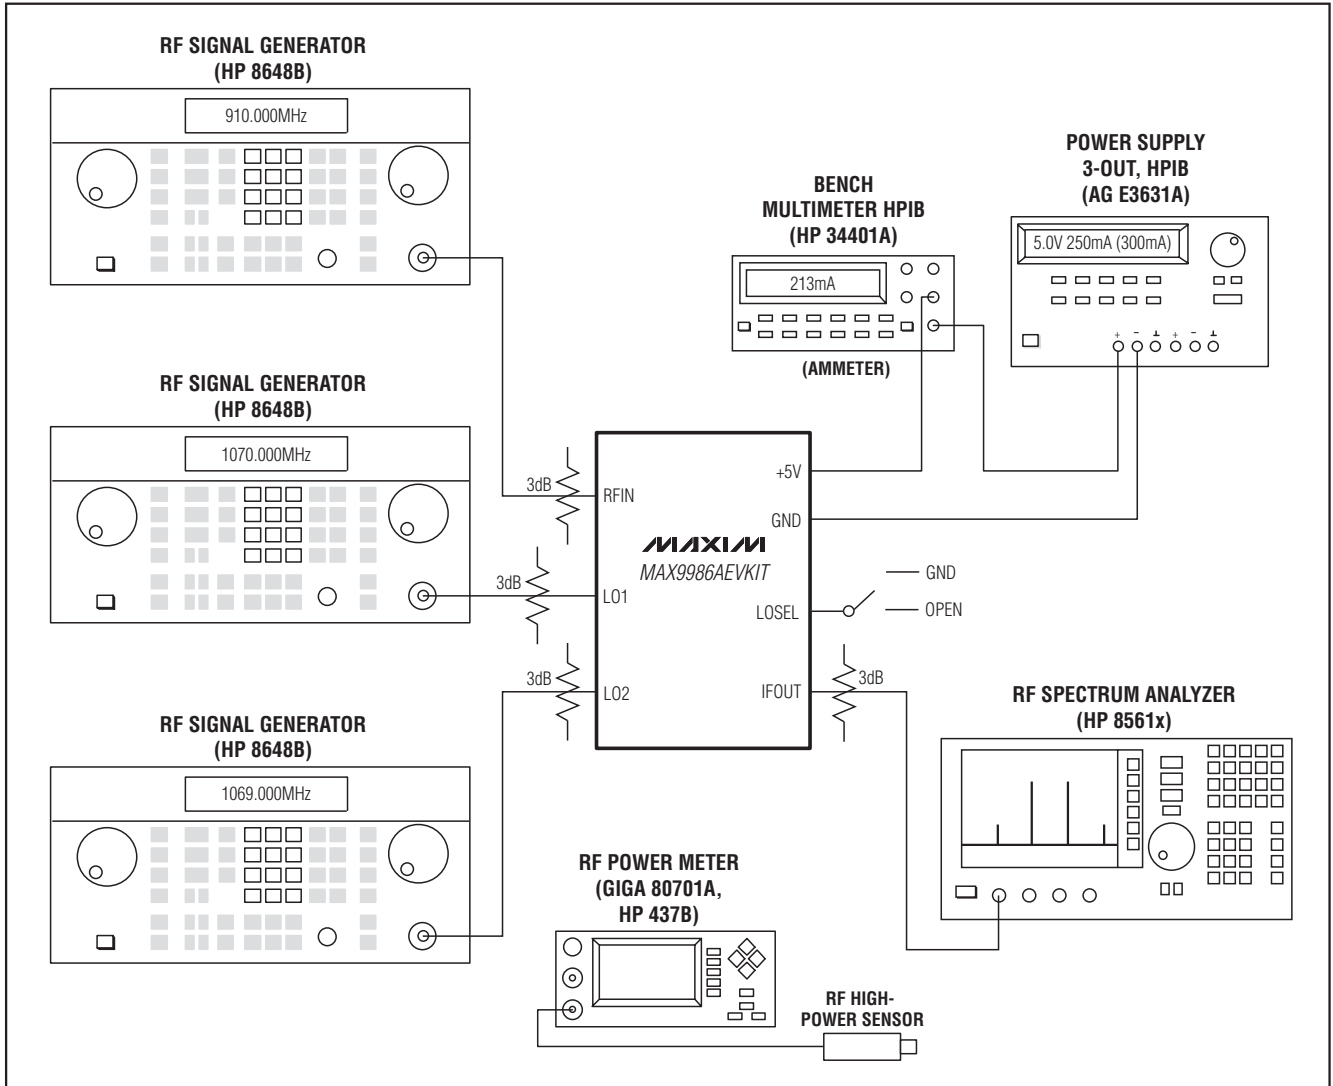 RF SIGNAL GENERATOR
(HP 8648B)
910.000MHz
POWER SUPPLY
3-OUT, HPIB
(AG E3631A)
5.0V 250mA (300mA)
+ - ⊥ + - ⊥
BENCH
MULTIMETER HPIB
(HP 34401A)
213mA
(AMMETER)
RF SIGNAL GENERATOR
(HP 8648B)
1070.000MHz
3dB
RFIN
+5V
GND
MAXIM
MAX9986AEVKIT
3dB
LO1
LOSEL
GND
OPEN
3dB
LO2
IFOUT
3dB
RF SIGNAL GENERATOR
(HP 8648B)
1069.000MHz
RF SPECTRUM ANALYZER
(HP 8561x)
RF POWER METER
(GIGA 80701A,
HP 437B)
RF HIGH-
POWER SENSOR